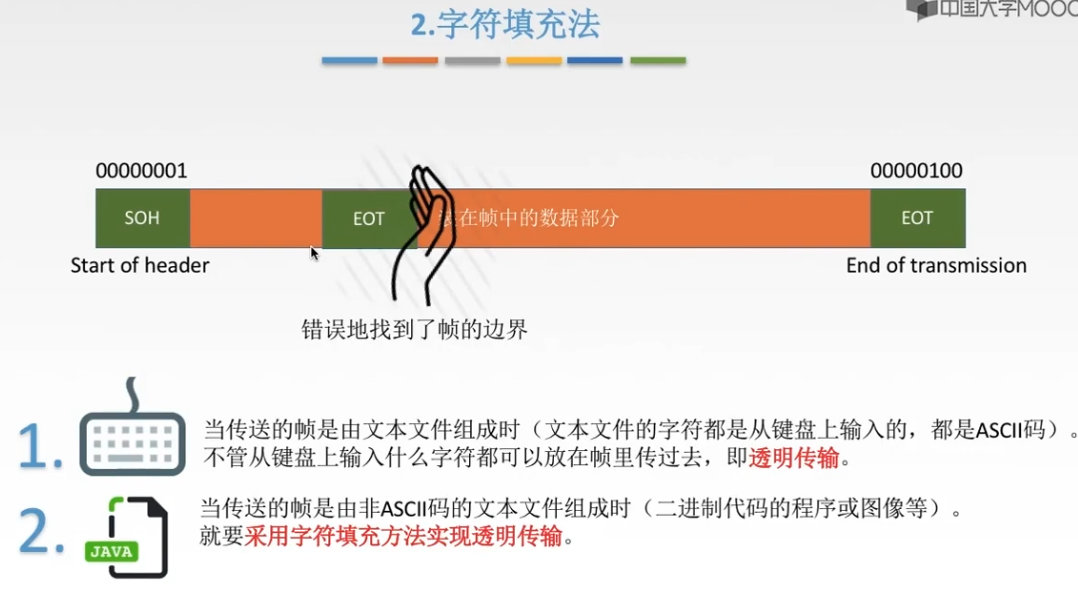 中国大学MOOC
2.字符填充法
00000001
00000100
SOH
EOT
在帧中的数据部分
EOT
Start of header
End of transmission
错误地找到了帧的边界
1.
当传送的帧是由文本文件组成时（文本文件的字符都是从键盘上输入的，都是ASCII码）。
不管从键盘上输入什么字符都可以放在帧里传过去，即透明传输。
2.
当传送的帧是由非ASCII码的文本文件组成时（二进制代码的程序或图像等）。
就要采用字符填充方法实现透明传输。
JAVA